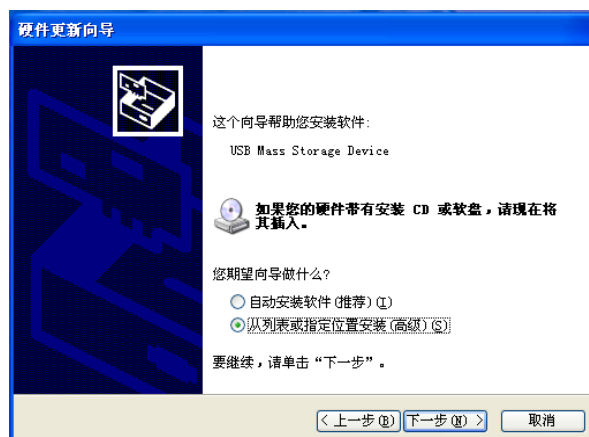 硬件更新向导
这个向导帮助您安装软件:
USB Mass Storage Device
如果您的硬件带有安装 CD 或软盘，请现在将
其插入。
您期望向导做什么?
自动安装软件(推荐)(I)
从列表或指定位置安装(高级)(S)
要继续，请单击“下一步”。
< 上一步(B) 下一步(N) > 取消